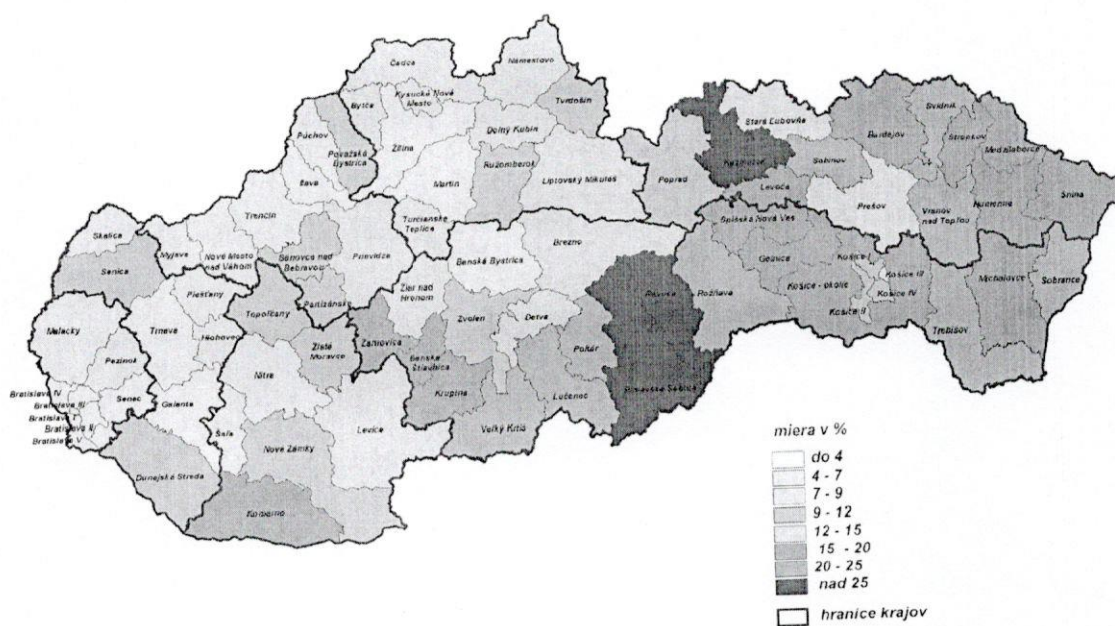 Čadca
Námestovo
Bytča
Kysucké Nové
Mesto
Tvrdošín
Púchov
Považská
Bystrica
Žilina
Dolný Kubín
Ružomberok
Stará Ľubovňa
Svidník
Bardejov
Stropkov
Kežmarok
Sabinov
Medzilaborce
Ilava
Martin
Liptovský Mikuláš
Poprad
Levoča
Prešov
Vranov
nad Topľou
Humenné
Snina
Trenčín
Turčianske
Teplice
Skalica
Myjava
Nové Mesto
nad Váhom
Bánovce nad
Bebravou
Prievidza
Brezno
Banská Bystrica
Spišská Nová Ves
Gelnica
Košice I
Košice III
Michalovce
Sobrance
Senica
Piešťany
Partizánske
Žiar nad
Hronom
Revúca
Rožňava
Košice - okolie
Košice IV
Košice II
Trebišov
Malacky
Trnava
Hlohovec
Topoľčany
Zlaté
Moravce
Žarnovica
Zvolen
Detva
Banská
Štiavnica
Poltár
Pezinok
Nitra
Krupina
Lučenec
Rimavská Sobota
Bratislava IV
Bratislava III
Bratislava I
Bratislava II
Bratislava V
Senec
Galanta
Šaľa
Levice
Veľký Krtíš
Nové Zámky
Dunajská Streda
Komárno
miera v %
do 4
4 - 7
7 - 9
9 - 12
12 - 15
15 - 20
20 - 25
nad 25
hranice krajov